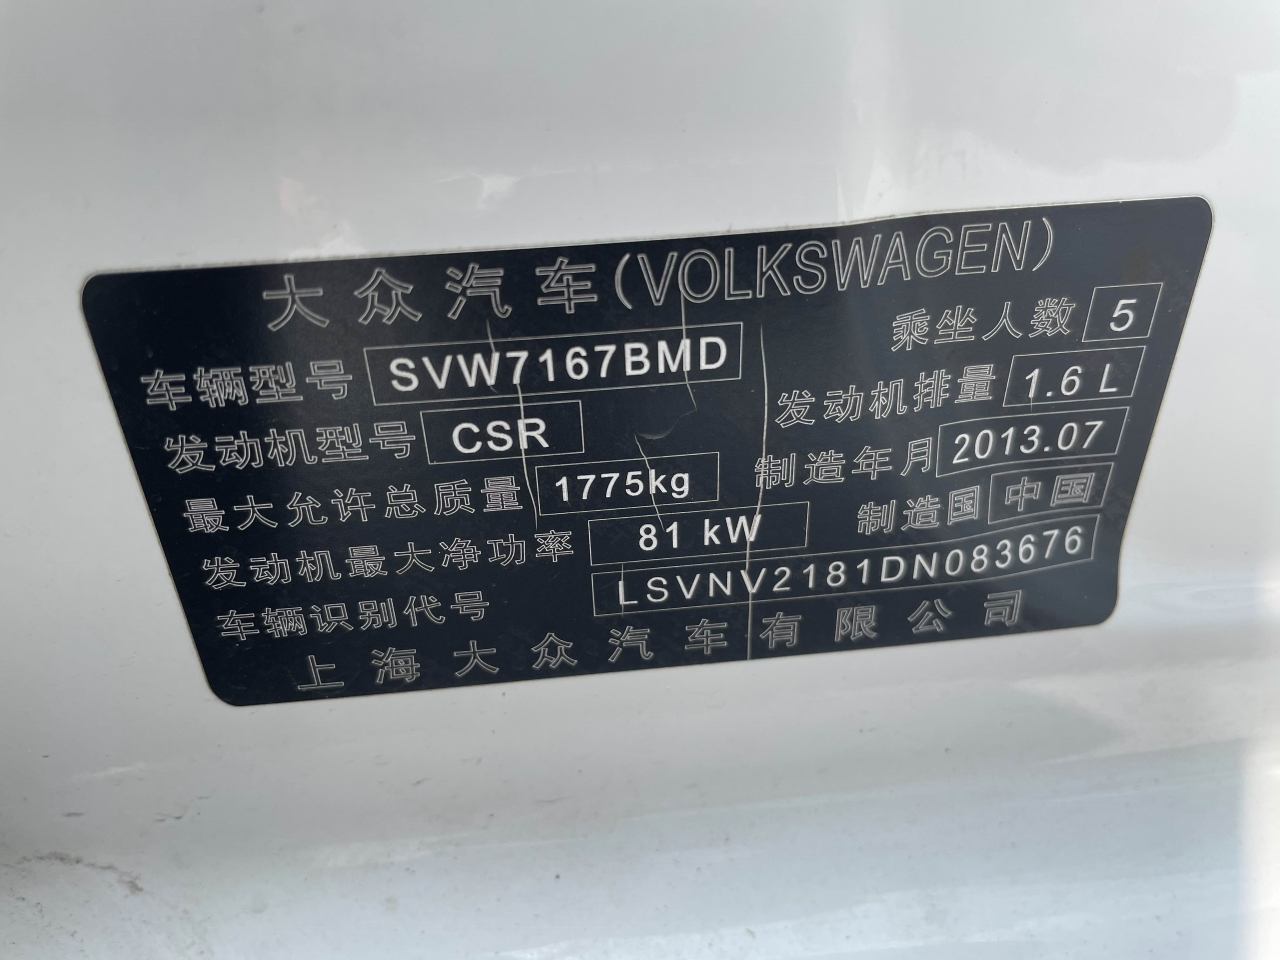 大众汽车(VOLKSWAGEN)
车辆型号 SVW7167BMD 乘坐人数 5
发动机型号 CSR 发动机排量 1.6 L
最大允许总质量 1775kg 制造年月 2013.07
发动机最大净功率 81 kW 制造国 中国
车辆识别代号 LSVNV2181DN083676
上海大众汽车有限公司